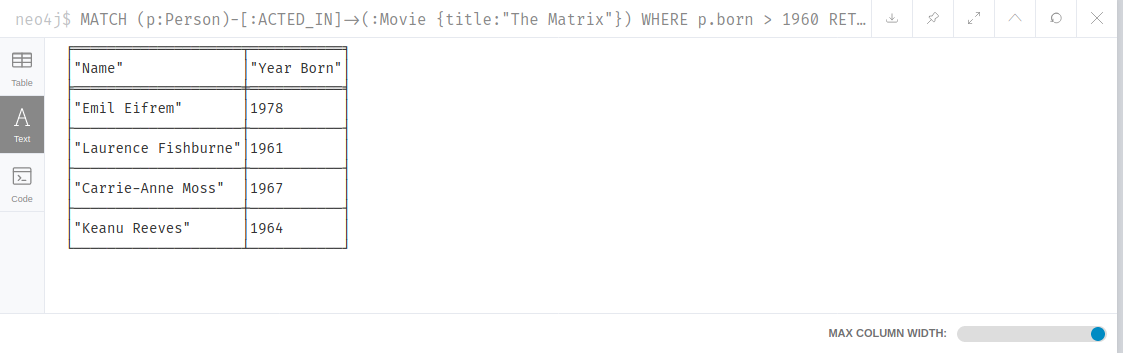 neo4j$ MATCH (p:Person)-[:ACTED_IN]→(:Movie {title:"The Matrix"}) WHERE p.born > 1960 RET…
Table
A
Text
Code
"Name" "Year Born"
"Emil Eifrem" 1978
"Laurence Fishburne" 1961
"Carrie-Anne Moss" 1967
"Keanu Reeves" 1964
MAX COLUMN WIDTH: